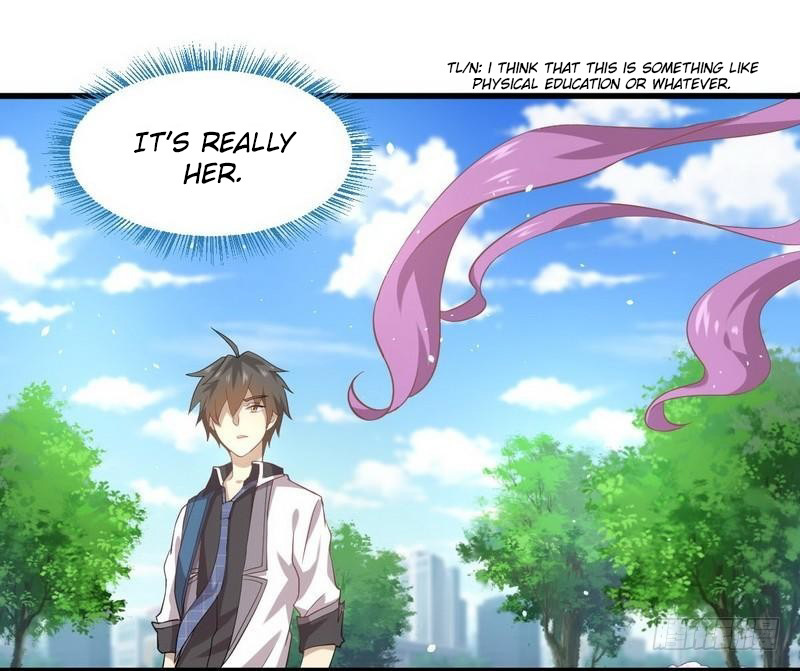 TL/N: I THINK THAT THIS IS SOMETHING LIKE
PHYSICAL EDUCATION OR WHATEVER.
IT'S REALLY
HER.